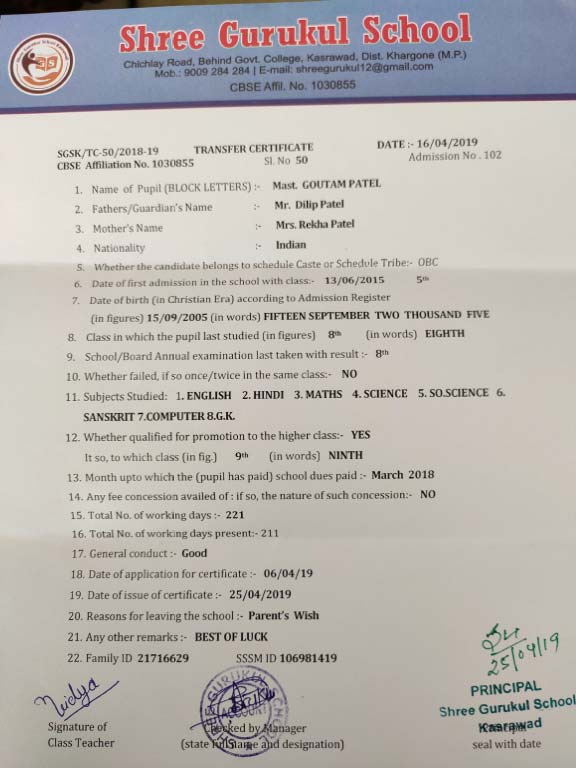 Shree Gurukul School
Chichlay Road, Behind Govt. College, Kasrawad, Dist. Khargone (M.P.)
Mob.: 9009 284 284 | E-mail: shreegurukul12@gmail.com
CBSE Affil. No. 1030855
SGSK/TC-50/2018-19 TRANSFER CERTIFICATE DATE :- 16/04/2019
CBSE Affiliation No. 1030855 Sl. No 50 Admission No. 102
1. Name of Pupil (BLOCK LETTERS) :- Mast. GOUTAM PATEL
2. Fathers/Guardian's Name :- Mr. Dilip Patel
3. Mother's Name :- Mrs. Rekha Patel
4. Nationality :- Indian
5. Whether the candidate belongs to schedule Caste or Schedule Tribe:- OBC
6. Date of first admission in the school with class:- 13/06/2015 5th
7. Date of birth (in Christian Era) according to Admission Register
(in figures) 15/09/2005 (in words) FIFTEEN SEPTEMBER TWO THOUSAND FIVE
8. Class in which the pupil last studied (in figures) 8th (in words) EIGHTH
9. School/Board Annual examination last taken with result :- 8th
10. Whether failed, if so once/twice in the same class:- NO
11. Subjects Studied: 1. ENGLISH 2. HINDI 3. MATHS 4. SCIENCE 5. SO.SCIENCE 6.
SANSKRIT 7.COMPUTER 8.G.K.
12. Whether qualified for promotion to the higher class:- YES
It so, to which class (in fig.) 9th (in words) NINTH
13. Month upto which the (pupil has paid) school dues paid :- March 2018
14. Any fee concession availed of : if so, the nature of such concession:- NO
15. Total No. of working days :- 221
16. Total No. of working days present:- 211
17. General conduct :- Good
18. Date of application for certificate :- 06/04/19
19. Date of issue of certificate :- 25/04/2019
20. Reasons for leaving the school :- Parent's Wish
21. Any other remarks :- BEST OF LUCK
22. Family ID 21716629 SSSM ID 106981419
25/04/19
PRINCIPAL
Shree Gurukul School
Kasrawad
Signature of Checked by Manager
Class Teacher (state full name and designation) seal with date